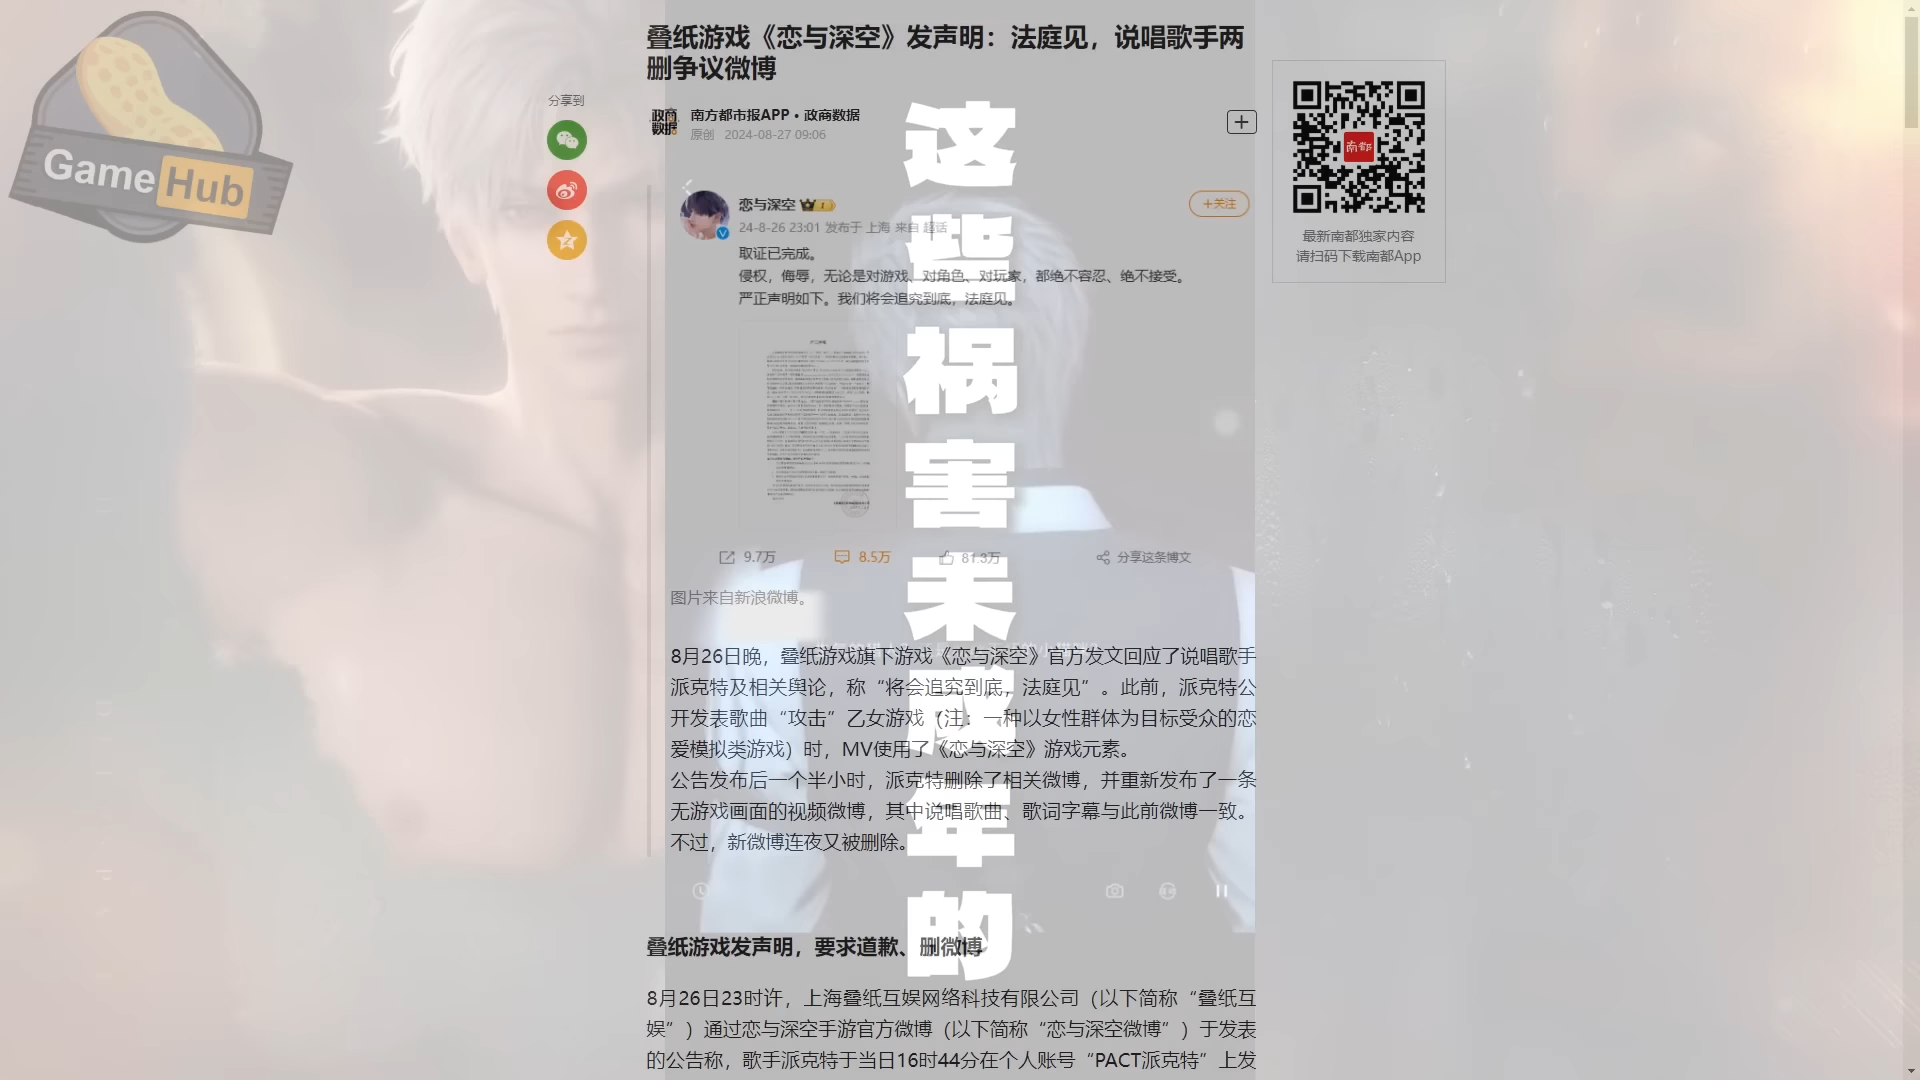 GameHub
分享到
叠纸游戏《恋与深空》发声明：法庭见，说唱歌手两
删争议微博
政商
数据
南方都市报APP • 政商数据
原创 2024-08-27 09:06
恋与深空
+关注
24-8-26 23:01 发布于 上海 来自 超话
取证已完成。
侵权，侮辱，无论是对游戏、对角色、对玩家，都绝不容忍、绝不接受。
严正声明如下。我们将会追究到底，法庭见。
9.7万 8.5万 81.3万 分享这条博文
图片来自新浪微博。
8月26日晚，叠纸游戏旗下游戏《恋与深空》官方发文回应了说唱歌手
派克特及相关舆论，称“将会追究到底，法庭见”。此前，派克特公
开发表歌曲“攻击”乙女游戏（注：一种以女性群体为目标受众的恋
爱模拟类游戏）时，MV使用了《恋与深空》游戏元素。
公告发布后一个半小时，派克特删除了相关微博，并重新发布了一条
无游戏画面的视频微博，其中说唱歌曲、歌词字幕与此前微博一致。
不过，新微博连夜又被删除。
叠纸游戏发声明，要求道歉、删微博
8月26日23时许，上海叠纸互娱网络科技有限公司（以下简称“叠纸互
娱”）通过恋与深空手游官方微博（以下简称“恋与深空微博”）于发表
的公告称，歌手派克特于当日16时44分在个人账号“PACT派克特”上发
这些祸害未成年的
南都
最新南都独家内容
请扫码下载南都App